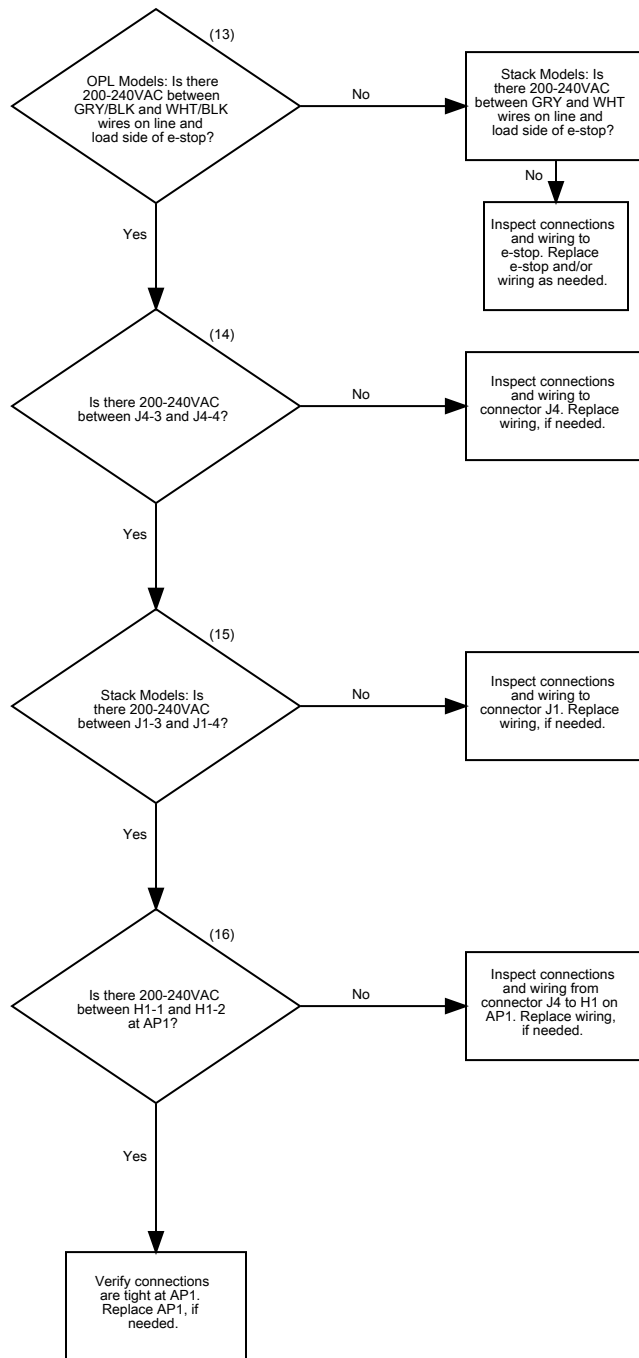 (13)
OPL Models: Is there
200-240VAC between
GRY/BLK and WHT/BLK
wires on line and
load side of e-stop?
No
Stack Models: Is
there 200-240VAC
between GRY and WHT
wires on line and
load side of e-stop?
No
Inspect connections
and wiring to
e-stop. Replace
e-stop and/or
wiring as needed.
Yes
(14)
Is there 200-240VAC
between J4-3 and J4-4?
No
Inspect connections
and wiring to
connector J4. Replace
wiring, if needed.
Yes
(15)
Stack Models: Is
there 200-240VAC
between J1-3 and J1-4?
No
Inspect connections
and wiring to
connector J1. Replace
wiring, if needed.
Yes
(16)
Is there 200-240VAC
between H1-1 and H1-2
at AP1?
No
Inspect connections
and wiring from
connector J4 to H1 on
AP1. Replace wiring,
if needed.
Yes
Verify connections
are tight at AP1.
Replace AP1, if
needed.